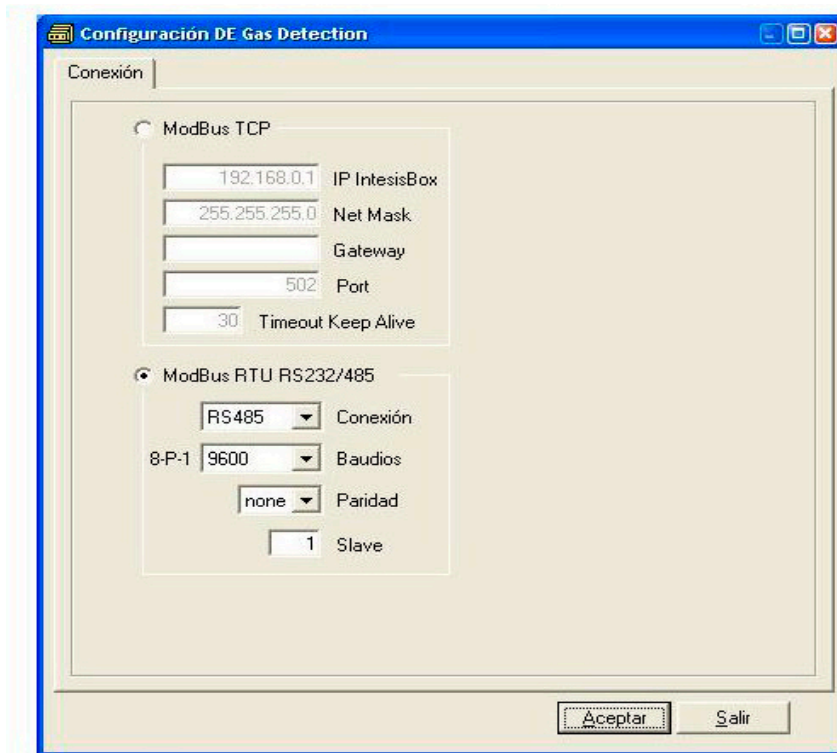 Configuración DE Gas Detection
Conexión
ModBus TCP
192.168.0.1 IP IntesisBox
255.255.255.0 Net Mask
Gateway
502 Port
30 Timeout Keep Alive
ModBus RTU RS232/485
RS485 Conexión
8-P-1 9600 Baudios
none Paridad
1 Slave
Aceptar Salir